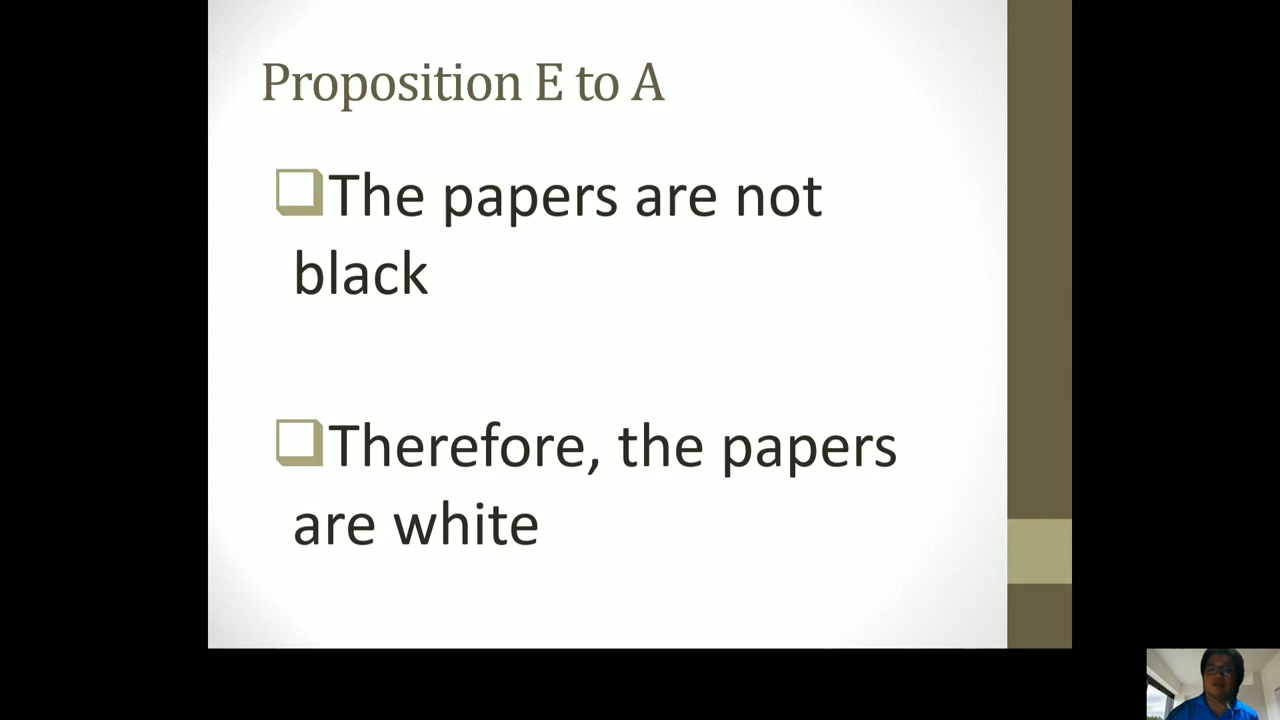 Proposition E to A
The papers are not
black
Therefore, the papers
are white